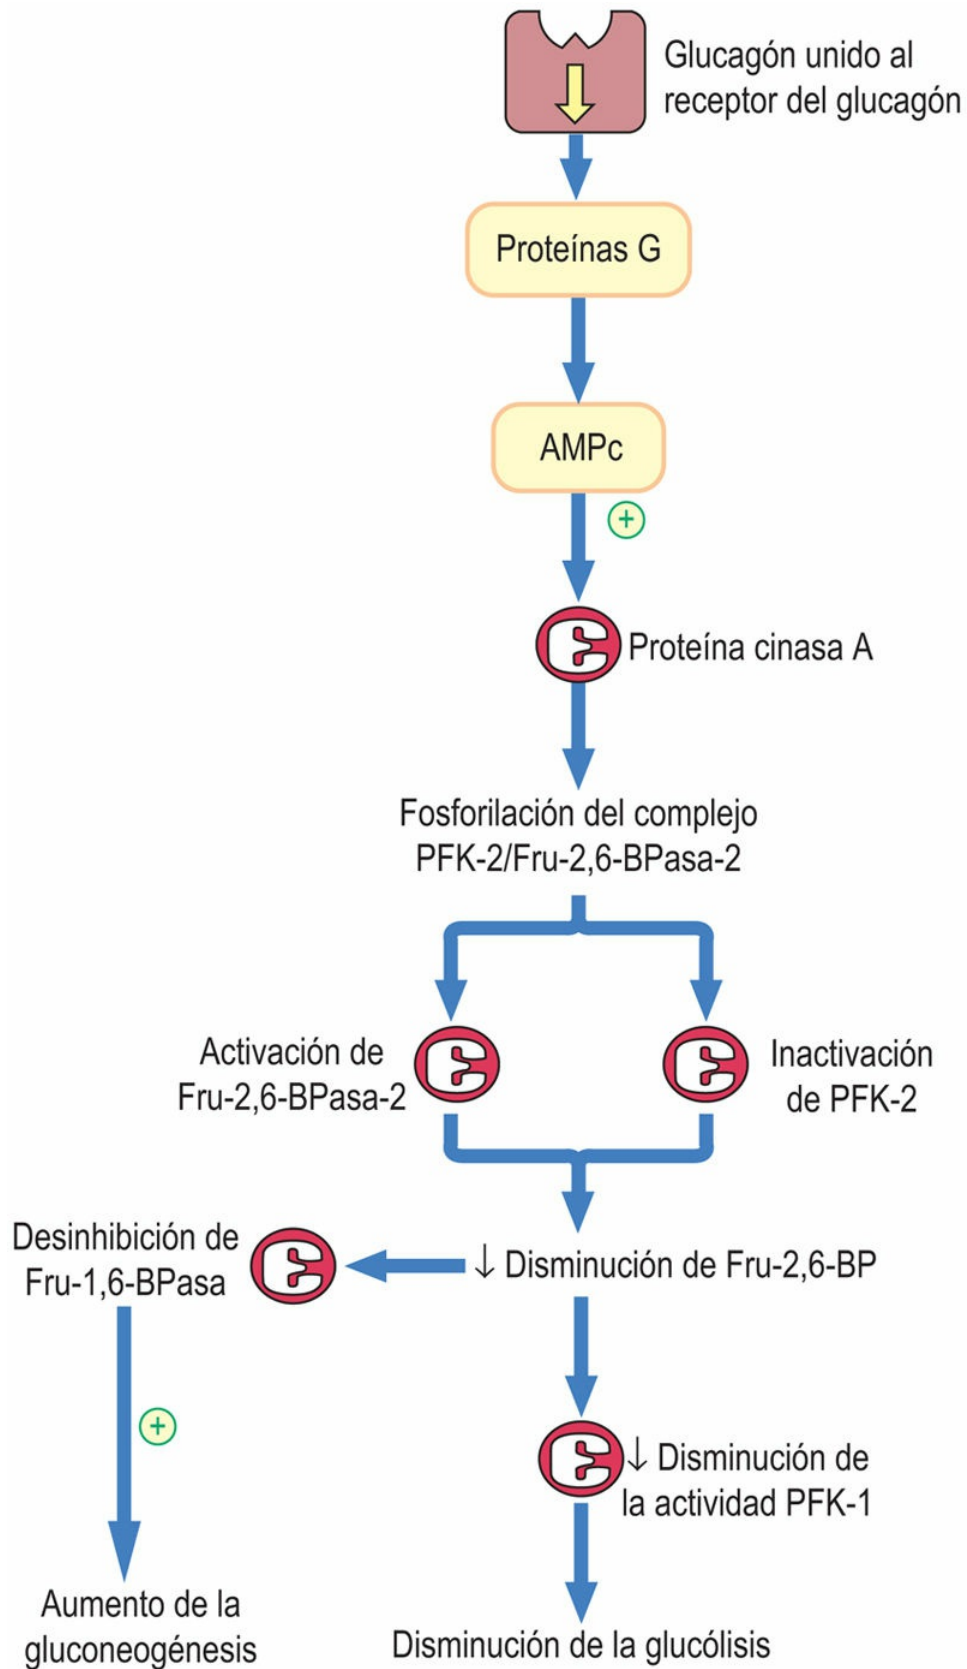 Glucagón unido al
receptor del glucagón
Proteínas G
AMPc
+
Proteína cinasa A
Fosforilación del complejo
PFK-2/Fru-2,6-BPasa-2
Activación de
Fru-2,6-BPasa-2
Inactivación
de PFK-2
Desinhibición de
Fru-1,6-BPasa
↓ Disminución de Fru-2,6-BP
+
↓ Disminución de
la actividad PFK-1
Aumento de la
gluconeogénesis
Disminución de la glucólisis